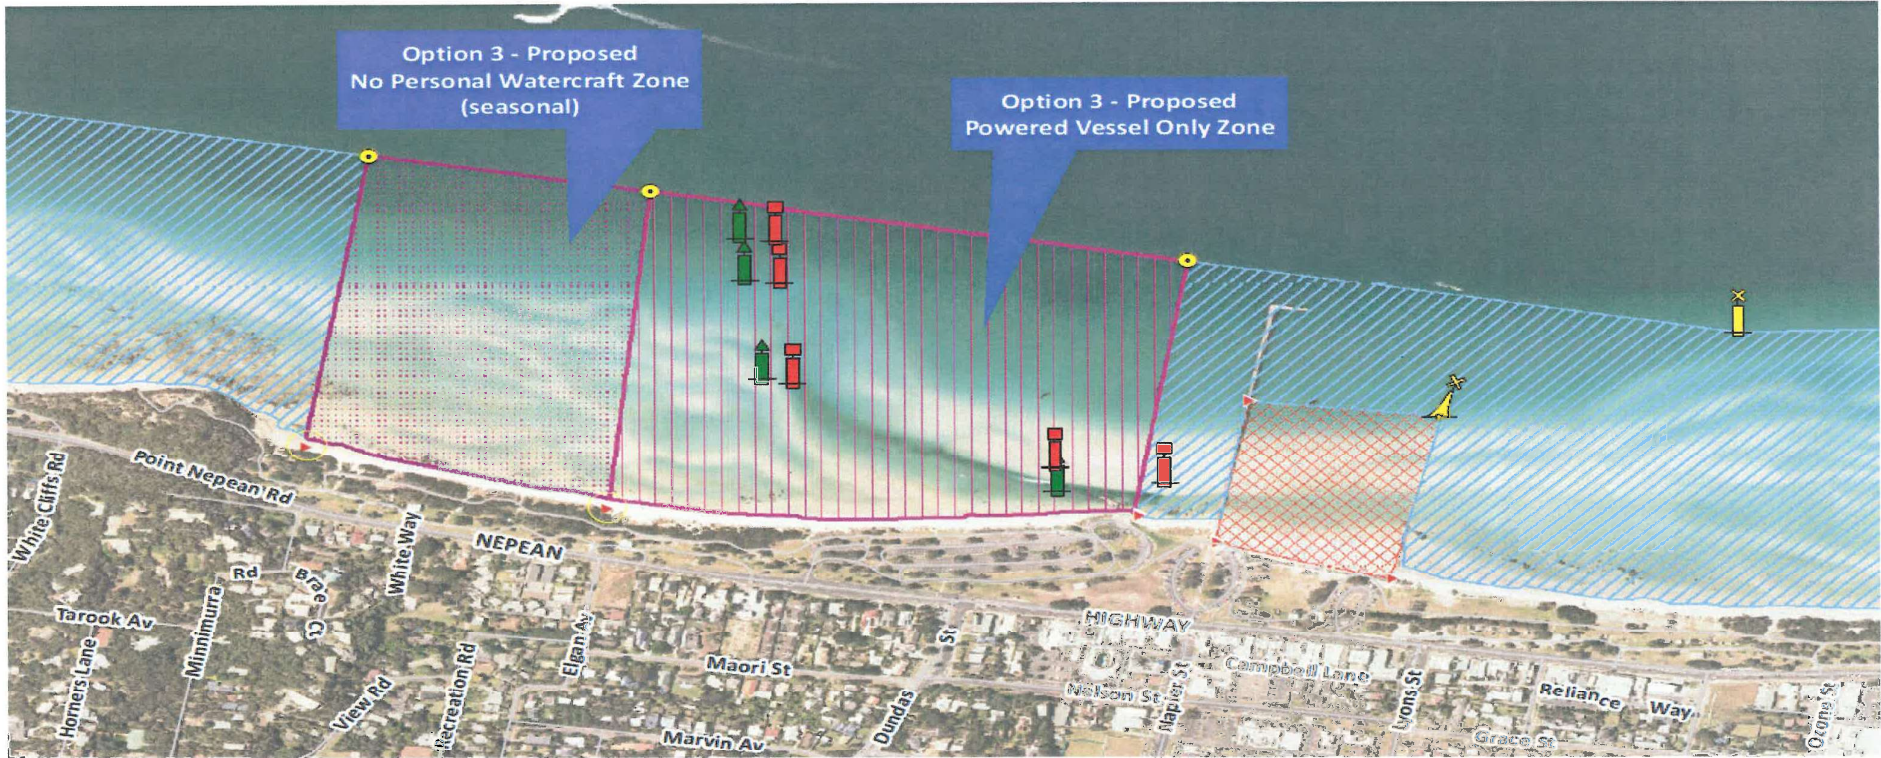 Option 3 - Proposed
No Personal Watercraft Zone
(seasonal)
Option 3 - Proposed
Powered Vessel Only Zone
White Cliffs Rd
Point Nepean Rd
White Way
NEPEAN
HIGHWAY
Rd
Brae Ct
Tarook Av
Minnimurra
Horners Lane
View Rd
Recreation Rd
Elgan Av
Maori St
Marvin Av
St
Dundas
Nelson St
Napier St
Campbell Lane
Lyons St
Reliance Way
Grace St